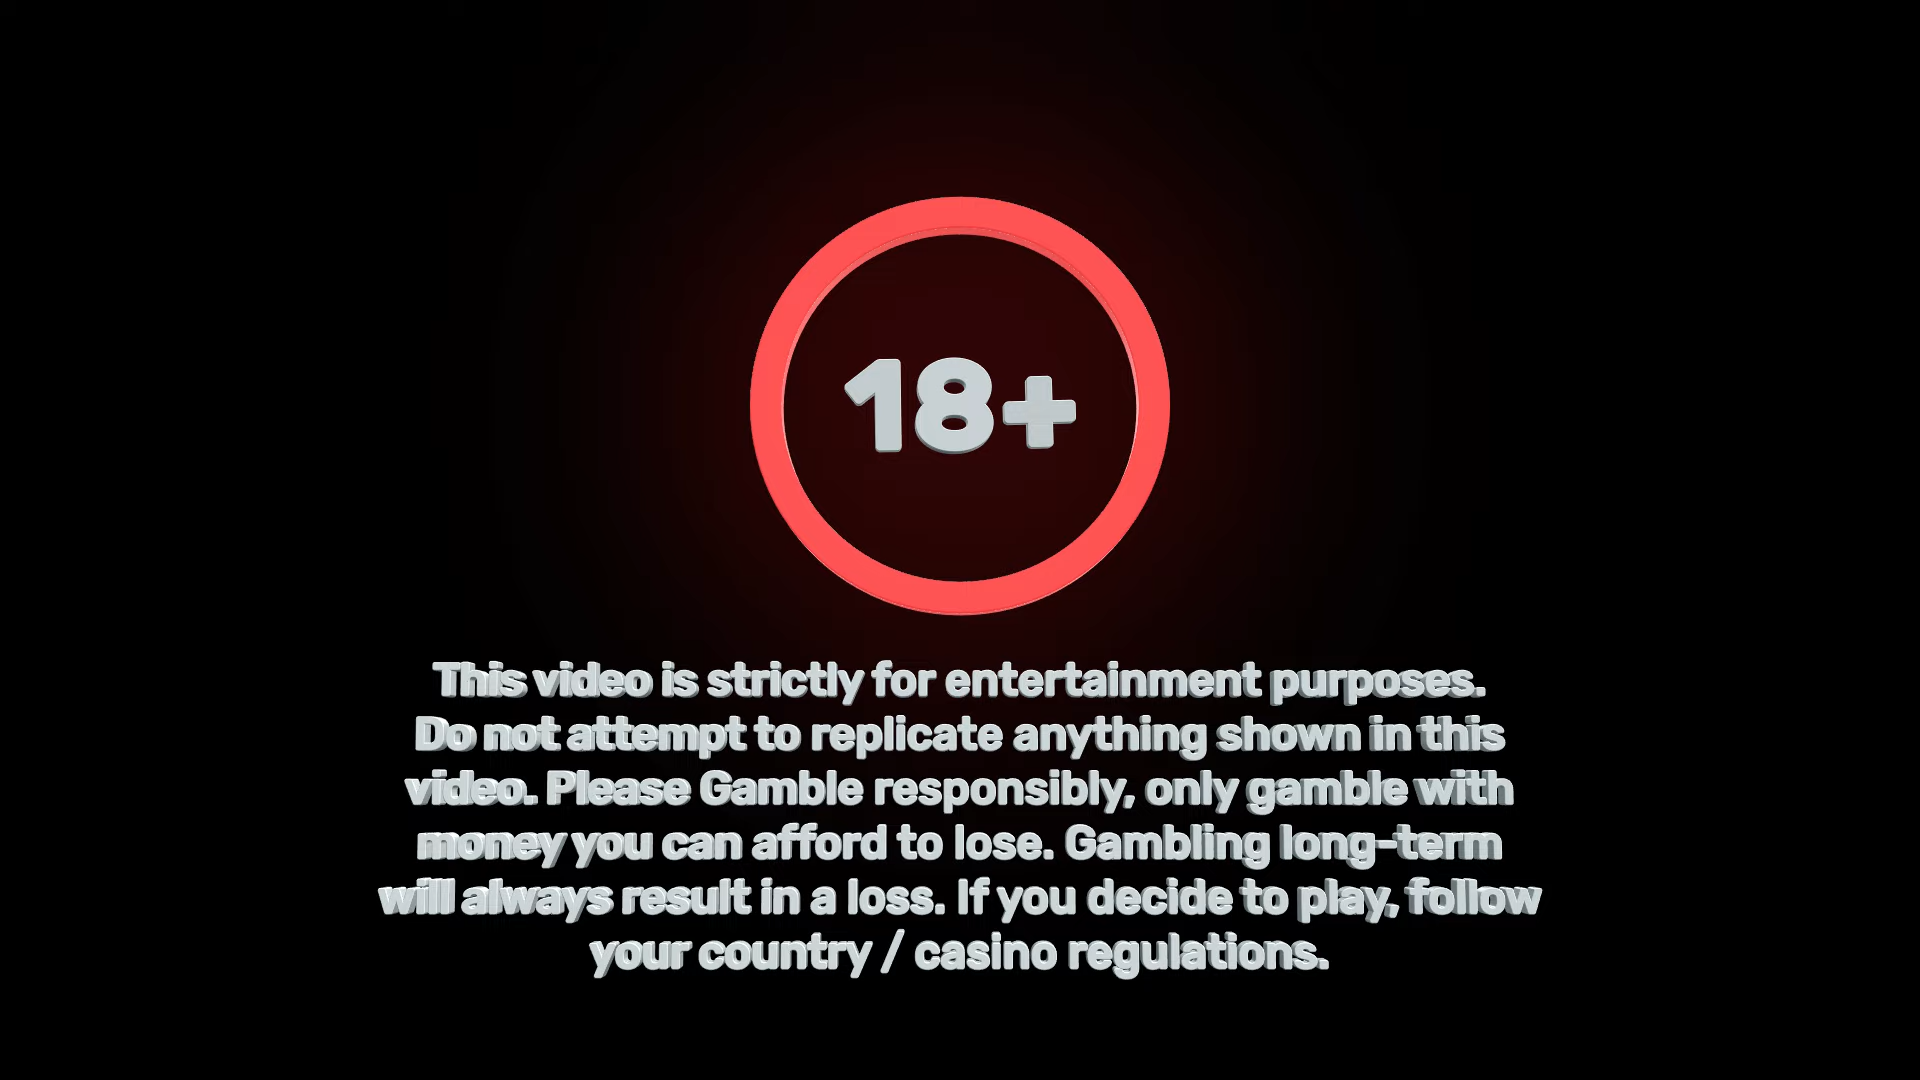 18+
This video is strictly for entertainment purposes.
Do not attempt to replicate anything shown in this
video. Please Gamble responsibly, only gamble with
money you can afford to lose. Gambling long-term
will always result in a loss. If you decide to play, follow
your country / casino regulations.